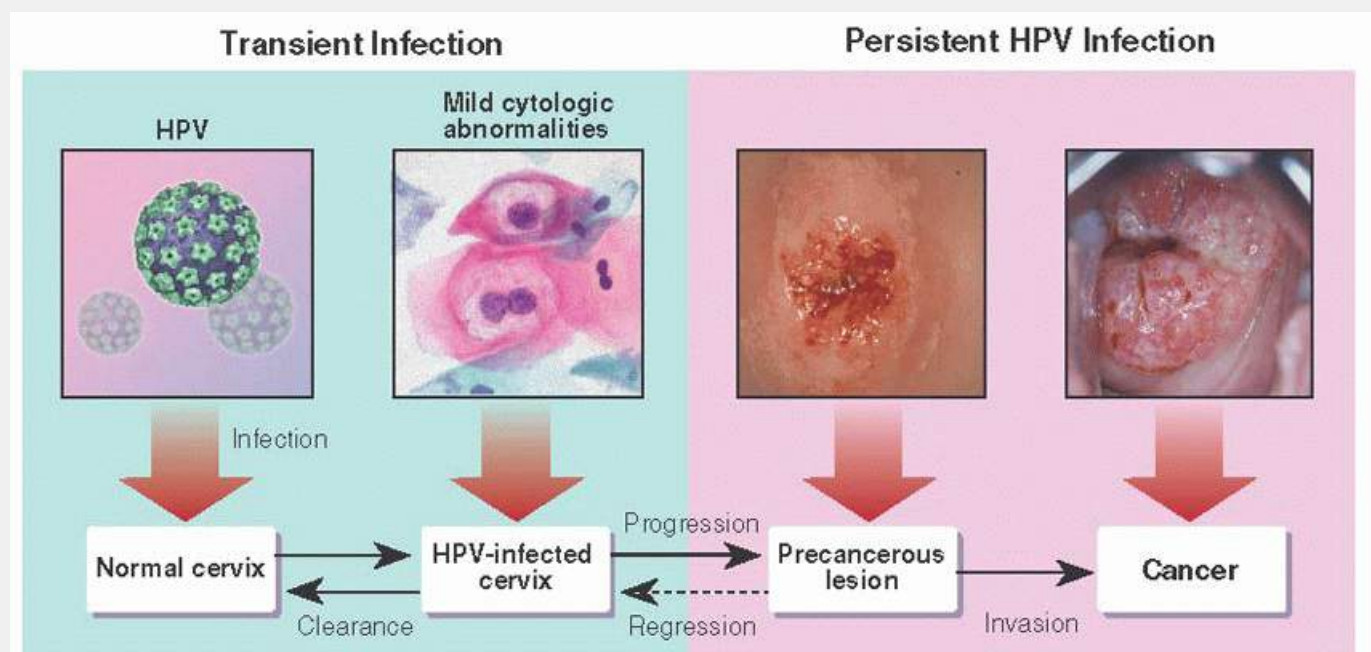 Transient Infection
Persistent HPV Infection
HPV
Mild cytologic
abnormalities
Infection
Normal cervix
HPV-infected
cervix
Progression
Precancerous
lesion
Cancer
Clearance
Regression
Invasion